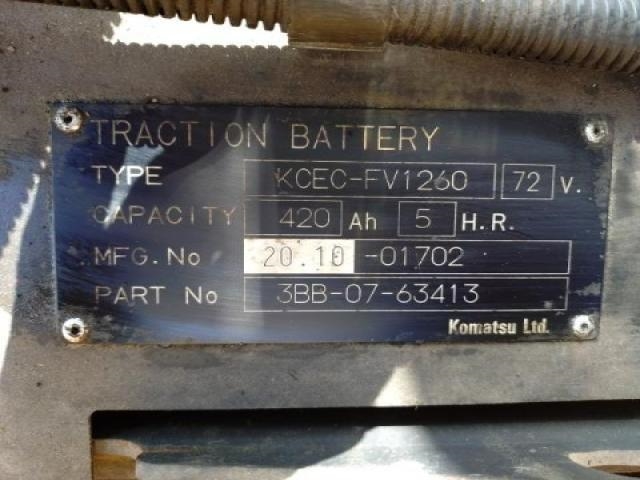 TRACTION BATTERY
TYPE KCEC-FV1260 72 V.
CAPACITY 420 Ah 5 H.R.
MFG.No 20.10 -01702
PART No 3BB-07-63413
Komatsu Ltd.